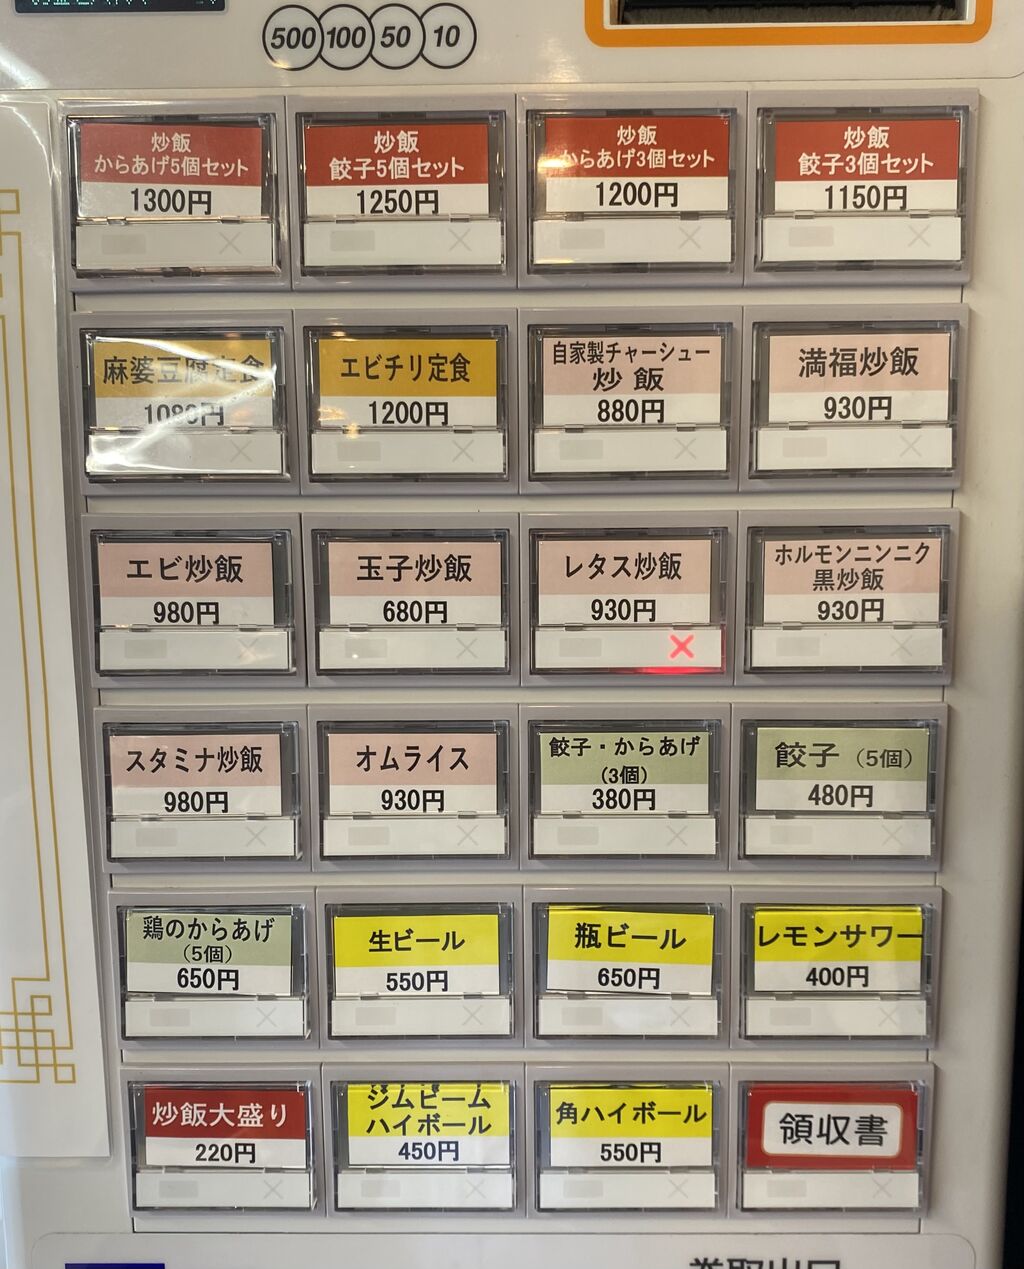 500 100 50 10
炒飯
からあげ5個セット
1300円
炒飯
餃子5個セット
1250円
炒飯
からあげ3個セット
1200円
炒飯
餃子3個セット
1150円
麻婆豆腐定食
1080円
エビチリ定食
1200円
自家製チャーシュー
炒飯
880円
満福炒飯
930円
エビ炒飯
980円
玉子炒飯
680円
レタス炒飯
930円
ホルモンニンニク
黒炒飯
930円
スタミナ炒飯
980円
オムライス
930円
餃子・からあげ
(3個)
380円
餃子(5個)
480円
鶏のからあげ
(5個)
650円
生ビール
550円
瓶ビール
650円
レモンサワー
400円
炒飯大盛り
220円
ジムビーム
ハイボール
450円
角ハイボール
550円
領収書